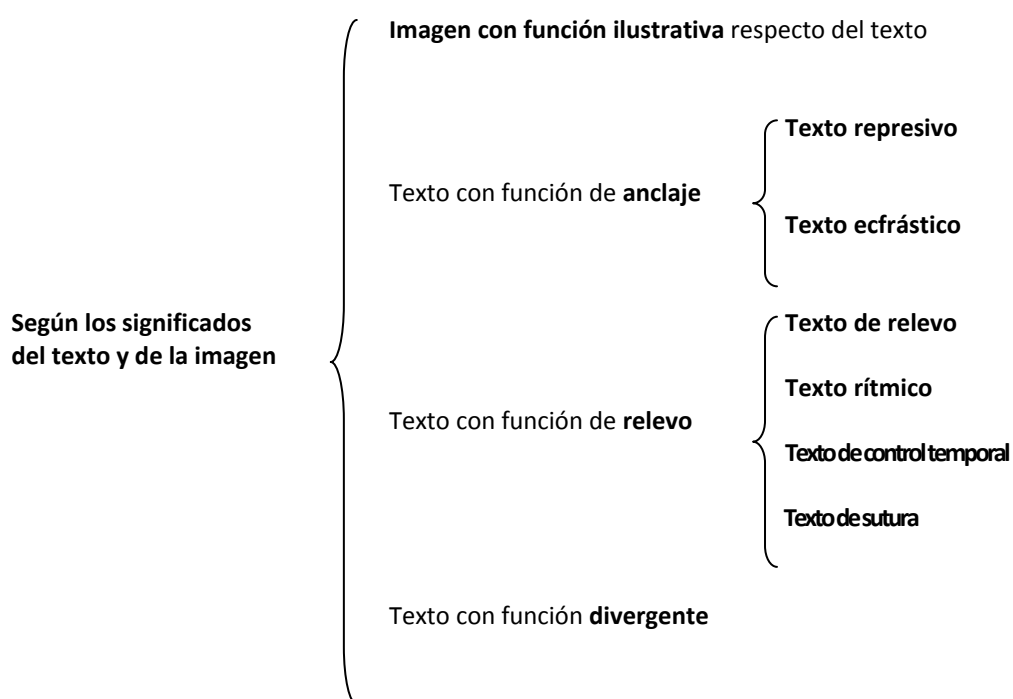 Imagen con función ilustrativa respecto del texto
Texto represivo
Texto con función de anclaje
Texto ecfrástico
Según los significados
del texto y de la imagen
Texto de relevo
Texto rítmico
Texto con función de relevo
Texto de control temporal
Texto de sutura
Texto con función divergente